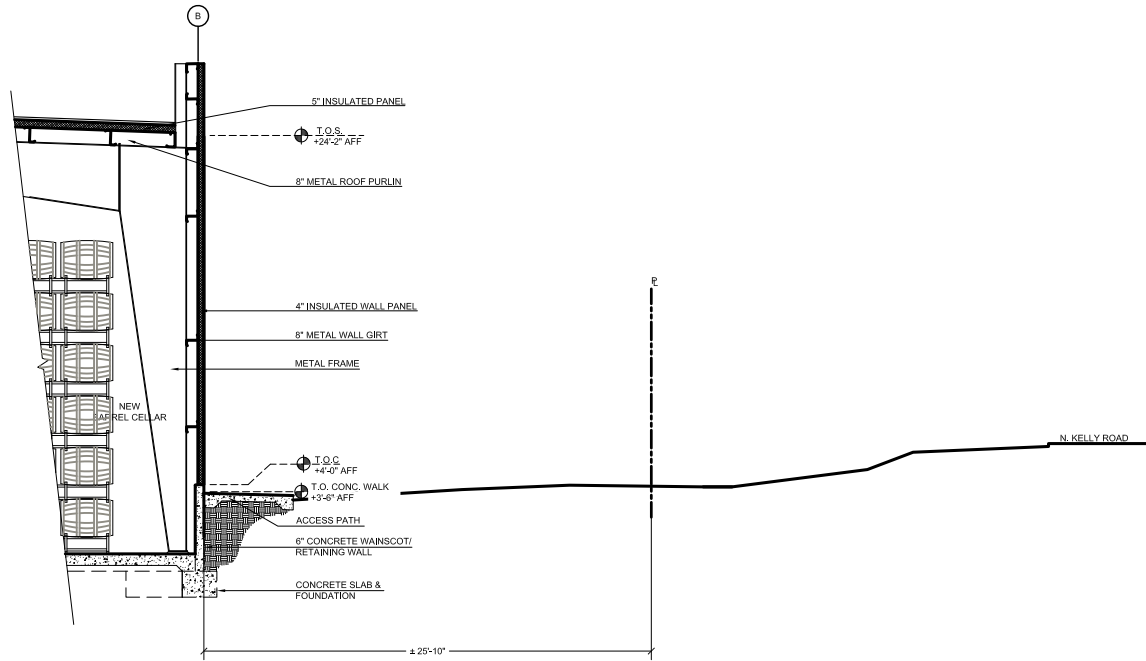 B
5" INSULATED PANEL
T.O.S.
+24'-2" AFF
8" METAL ROOF PURLIN
PL
4" INSULATED WALL PANEL
8" METAL WALL GIRT
METAL FRAME
NEW
BARREL CELLAR
N. KELLY ROAD
T.O.C
+4'-0" AFF
T.O. CONC. WALK
+3'-6" AFF
ACCESS PATH
6" CONCRETE WAINSCOT/
RETAINING WALL
CONCRETE SLAB &
FOUNDATION
± 25'-10"